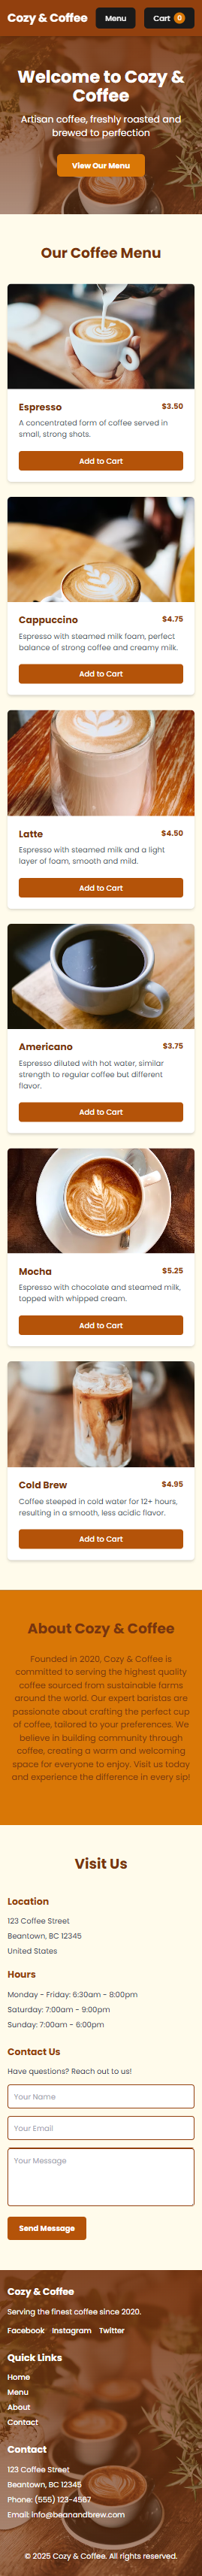 Cozy & Coffee
Menu
Cart 0
Welcome to Cozy &
Coffee
Artisan coffee, freshly roasted and
brewed to perfection
View Our Menu
Our Coffee Menu
Espresso $3.50
A concentrated form of coffee served in
small, strong shots.
Add to Cart
Cappuccino $4.75
Espresso with steamed milk foam, perfect
balance of strong coffee and creamy milk.
Add to Cart
Latte $4.50
Espresso with steamed milk and a light
layer of foam, smooth and mild.
Add to Cart
Americano $3.75
Espresso diluted with hot water, similar
strength to regular coffee but different
flavor.
Add to Cart
Mocha $5.25
Espresso with chocolate and steamed milk,
topped with whipped cream.
Add to Cart
Cold Brew $4.95
Coffee steeped in cold water for 12+ hours,
resulting in a smooth, less acidic flavor.
Add to Cart
About Cozy & Coffee
Founded in 2020, Cozy & Coffee is
committed to serving the highest quality
coffee sourced from sustainable farms
around the world. Our expert baristas are
passionate about crafting the perfect cup
of coffee, tailored to your preferences. We
believe in building community through
coffee, creating a warm and welcoming
space for everyone to enjoy. Visit us today
and experience the difference in every sip!
Visit Us
Location
123 Coffee Street
Beantown, BC 12345
United States
Hours
Monday - Friday: 6:30am - 8:00pm
Saturday: 7:00am - 9:00pm
Sunday: 7:00am - 6:00pm
Contact Us
Have questions? Reach out to us!
Your Name
Your Email
Your Message
Send Message
Cozy & Coffee
Serving the finest coffee since 2020.
Facebook Instagram Twitter
Quick Links
Home
Menu
About
Contact
Contact
123 Coffee Street
Beantown, BC 12345
Phone: (555) 123-4567
Email: info@beanandbrew.com
© 2025 Cozy & Coffee. All rights reserved.